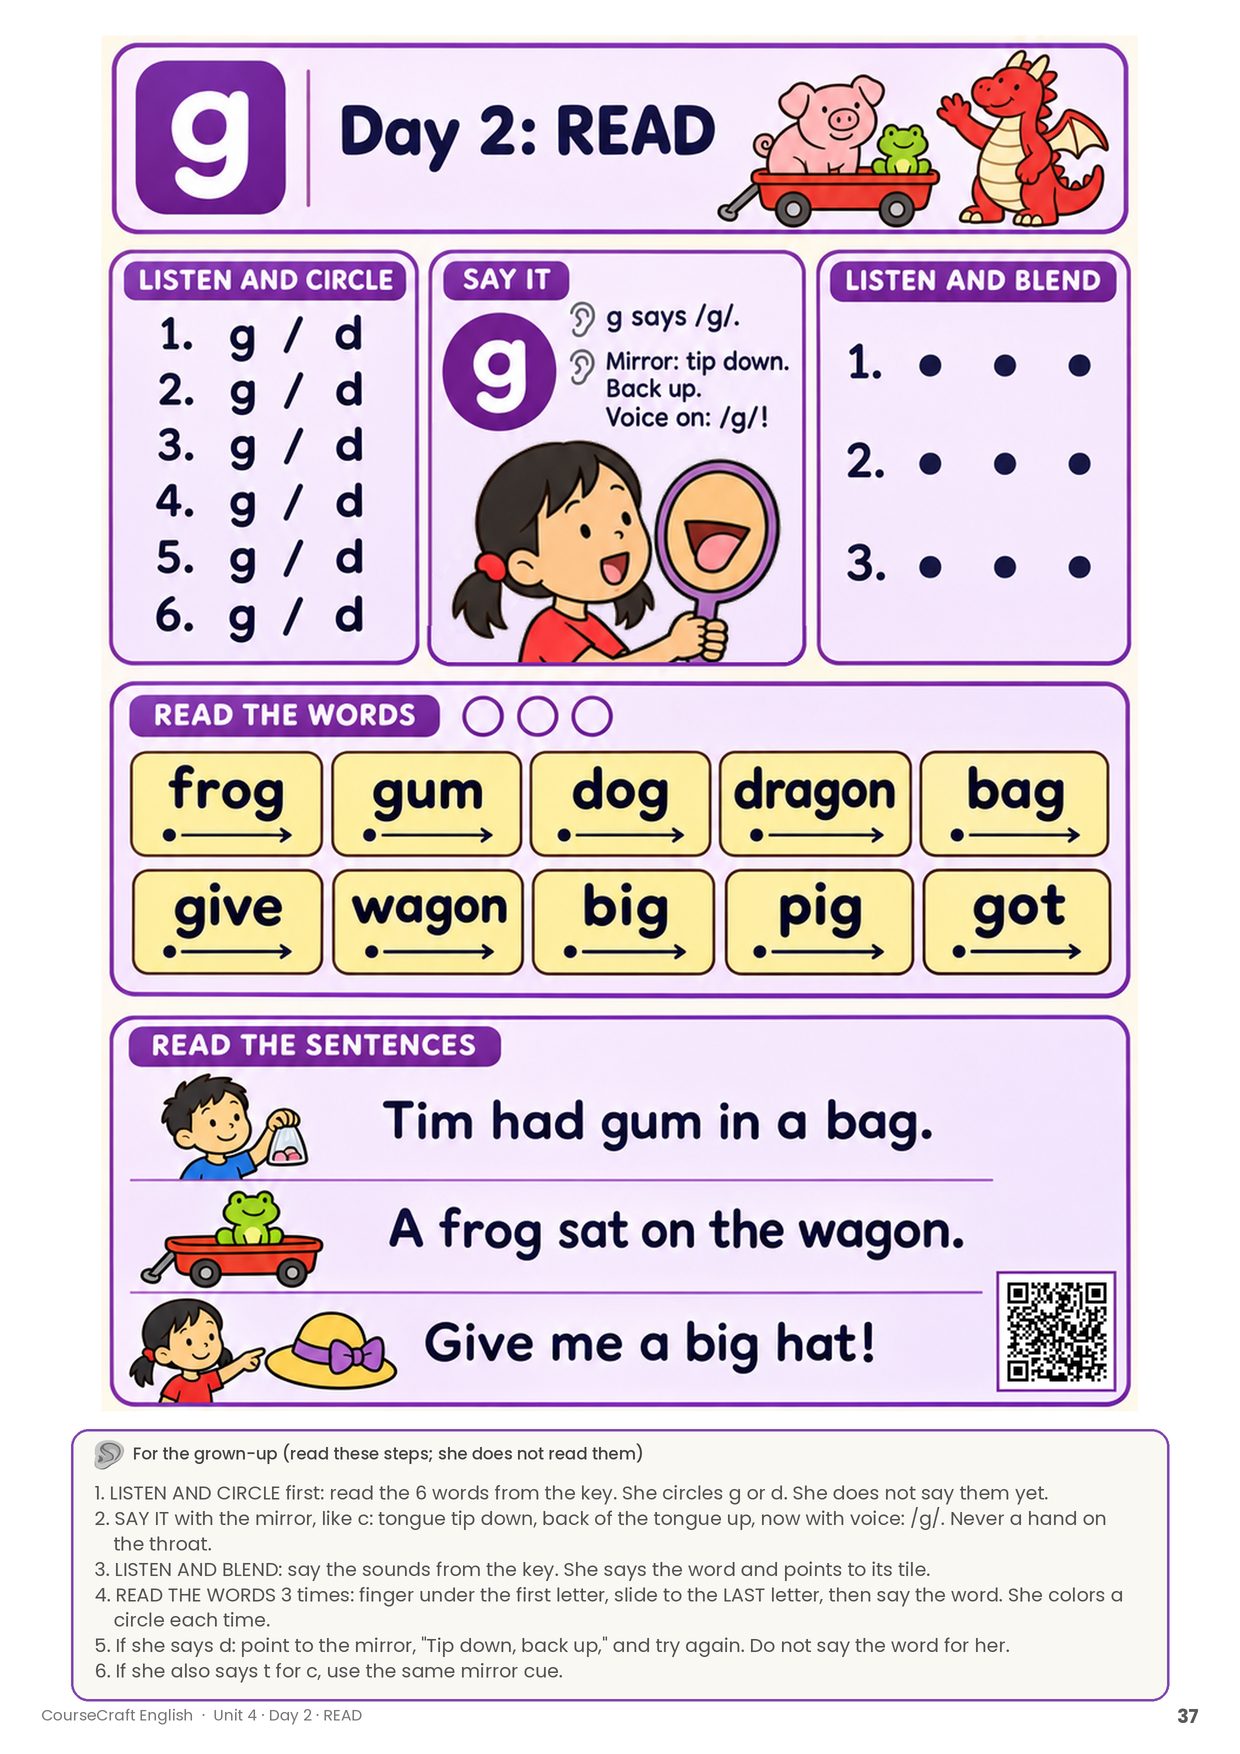 g
Day 2: READ
LISTEN AND CIRCLE
1. g / d
2. g / d
3. g / d
4. g / d
5. g / d
6. g / d
SAY IT
g
g says /g/.
Mirror: tip down.
Back up.
Voice on: /g/!
LISTEN AND BLEND
1.
2.
3.
READ THE WORDS
frog gum dog dragon bag
give wagon big pig got
READ THE SENTENCES
Tim had gum in a bag.
A frog sat on the wagon.
Give me a big hat!
For the grown-up (read these steps; she does not read them)
1. LISTEN AND CIRCLE first: read the 6 words from the key. She circles g or d. She does not say them yet.
2. SAY IT with the mirror, like c: tongue tip down, back of the tongue up, now with voice: /g/. Never a hand on
the throat.
3. LISTEN AND BLEND: say the sounds from the key. She says the word and points to its tile.
4. READ THE WORDS 3 times: finger under the first letter, slide to the LAST letter, then say the word. She colors a
circle each time.
5. If she says d: point to the mirror, "Tip down, back up," and try again. Do not say the word for her.
6. If she also says t for c, use the same mirror cue.
CourseCraft English · Unit 4 · Day 2 · READ
37